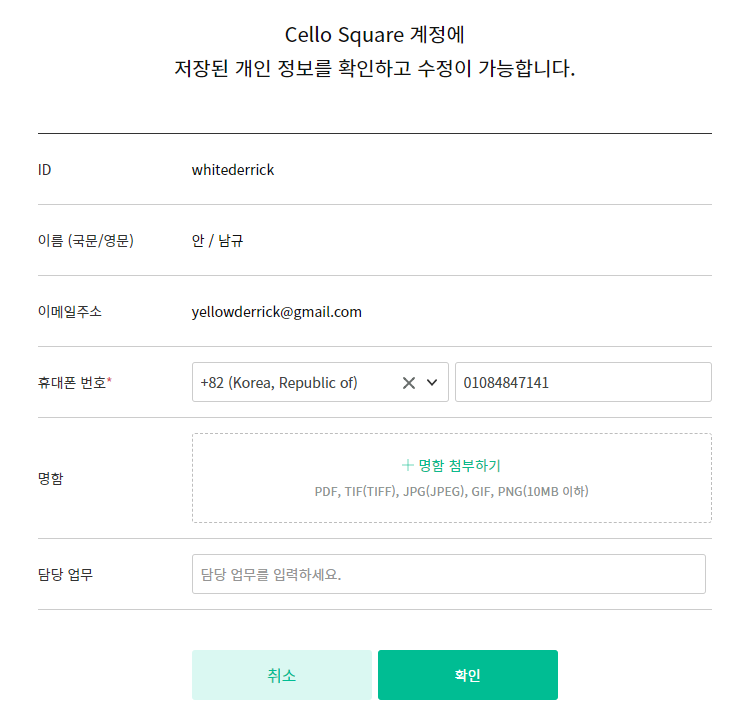 Cello Square 계정에
저장된 개인 정보를 확인하고 수정이 가능합니다.
ID whitederrick
이름 (국문/영문) 안 / 남규
이메일주소 yellowderrick@gmail.com
휴대폰 번호* +82 (Korea, Republic of) 01084847141
명함
+ 명함 첨부하기
PDF, TIF(TIFF), JPG(JPEG), GIF, PNG(10MB 이하)
담당 업무 담당 업무를 입력하세요.
취소 확인